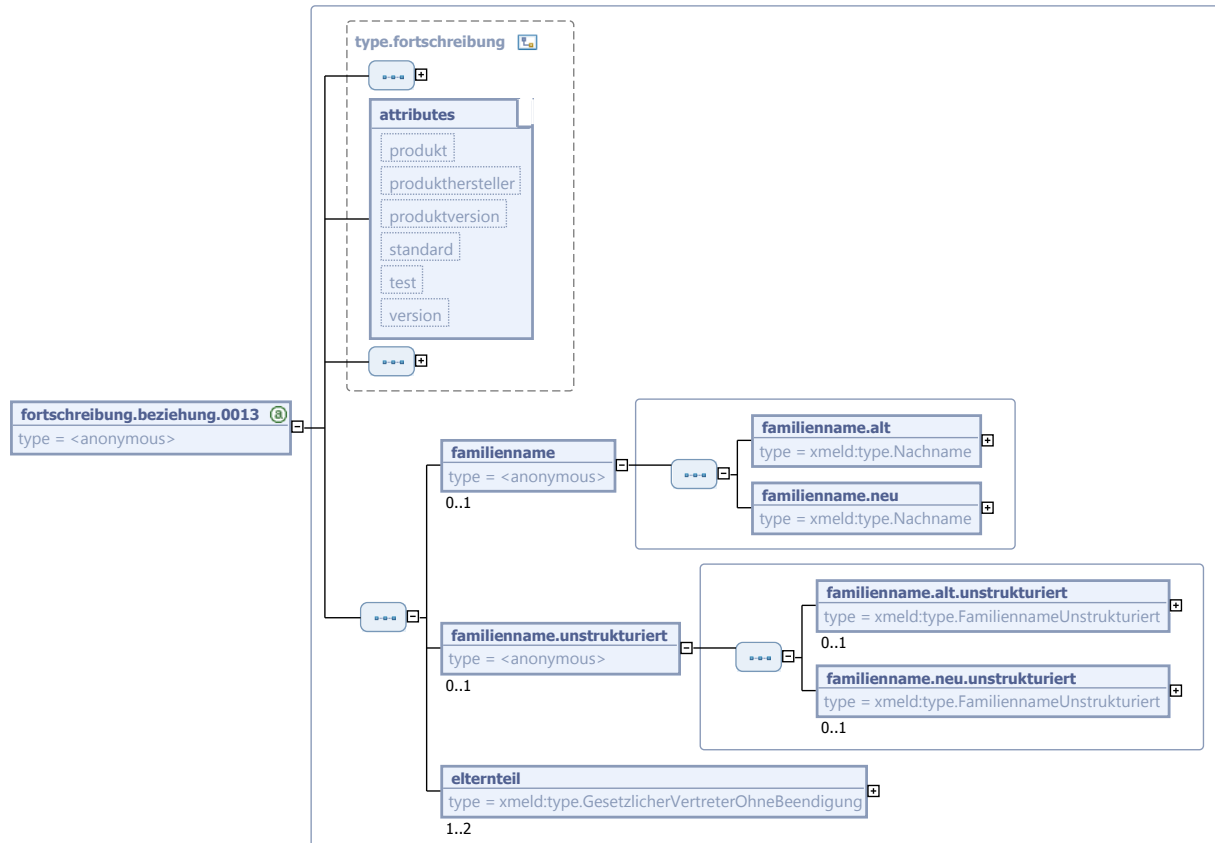 type.fortschreibung
attributes
produkt
produkthersteller
produktversion
standard
test
version
fortschreibung.beziehung.0013 a
type = <anonymous>
familienname
type = <anonymous>
0..1
familienname.alt
type = xmeld:type.Nachname
familienname.neu
type = xmeld:type.Nachname
familienname.unstrukturiert
type = <anonymous>
0..1
familienname.alt.unstrukturiert
type = xmeld:type.FamiliennameUnstrukturiert
0..1
familienname.neu.unstrukturiert
type = xmeld:type.FamiliennameUnstrukturiert
0..1
elternteil
type = xmeld:type.GesetzlicherVertreterOhneBeendigung
1..2